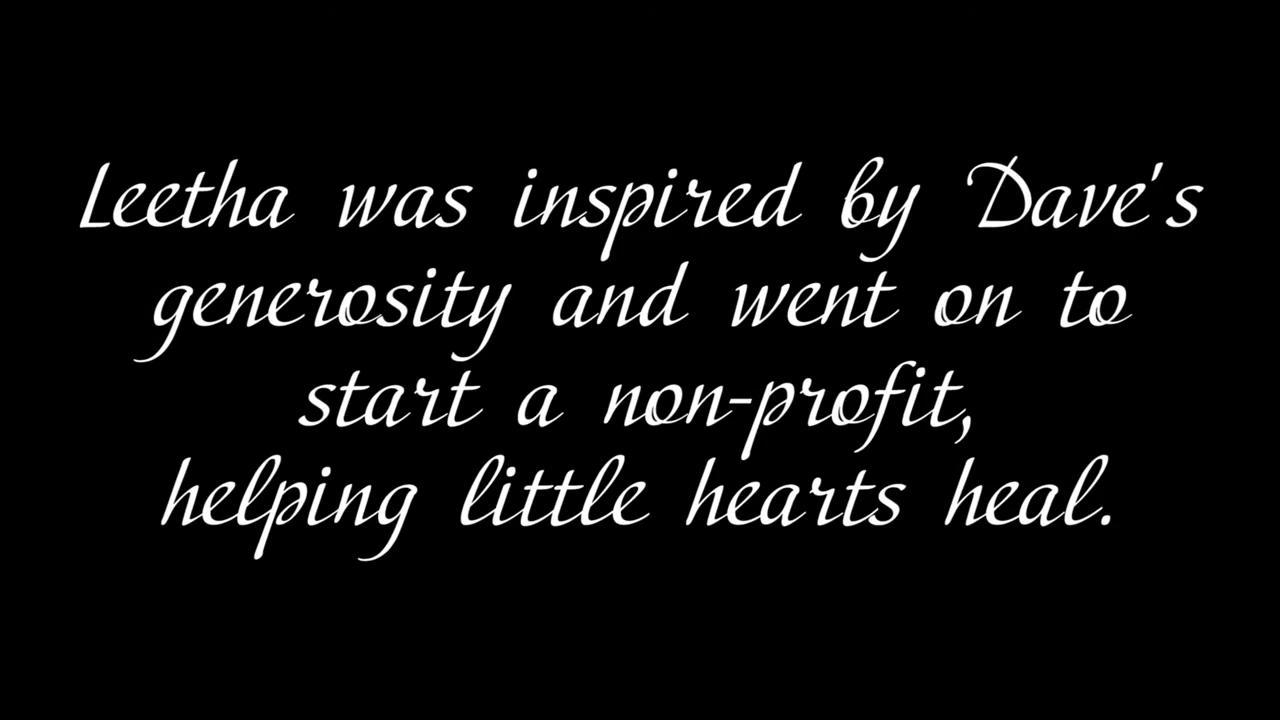 Leetha was inspired by Dave's
generosity and went on to
start a non-profit,
helping little hearts heal.